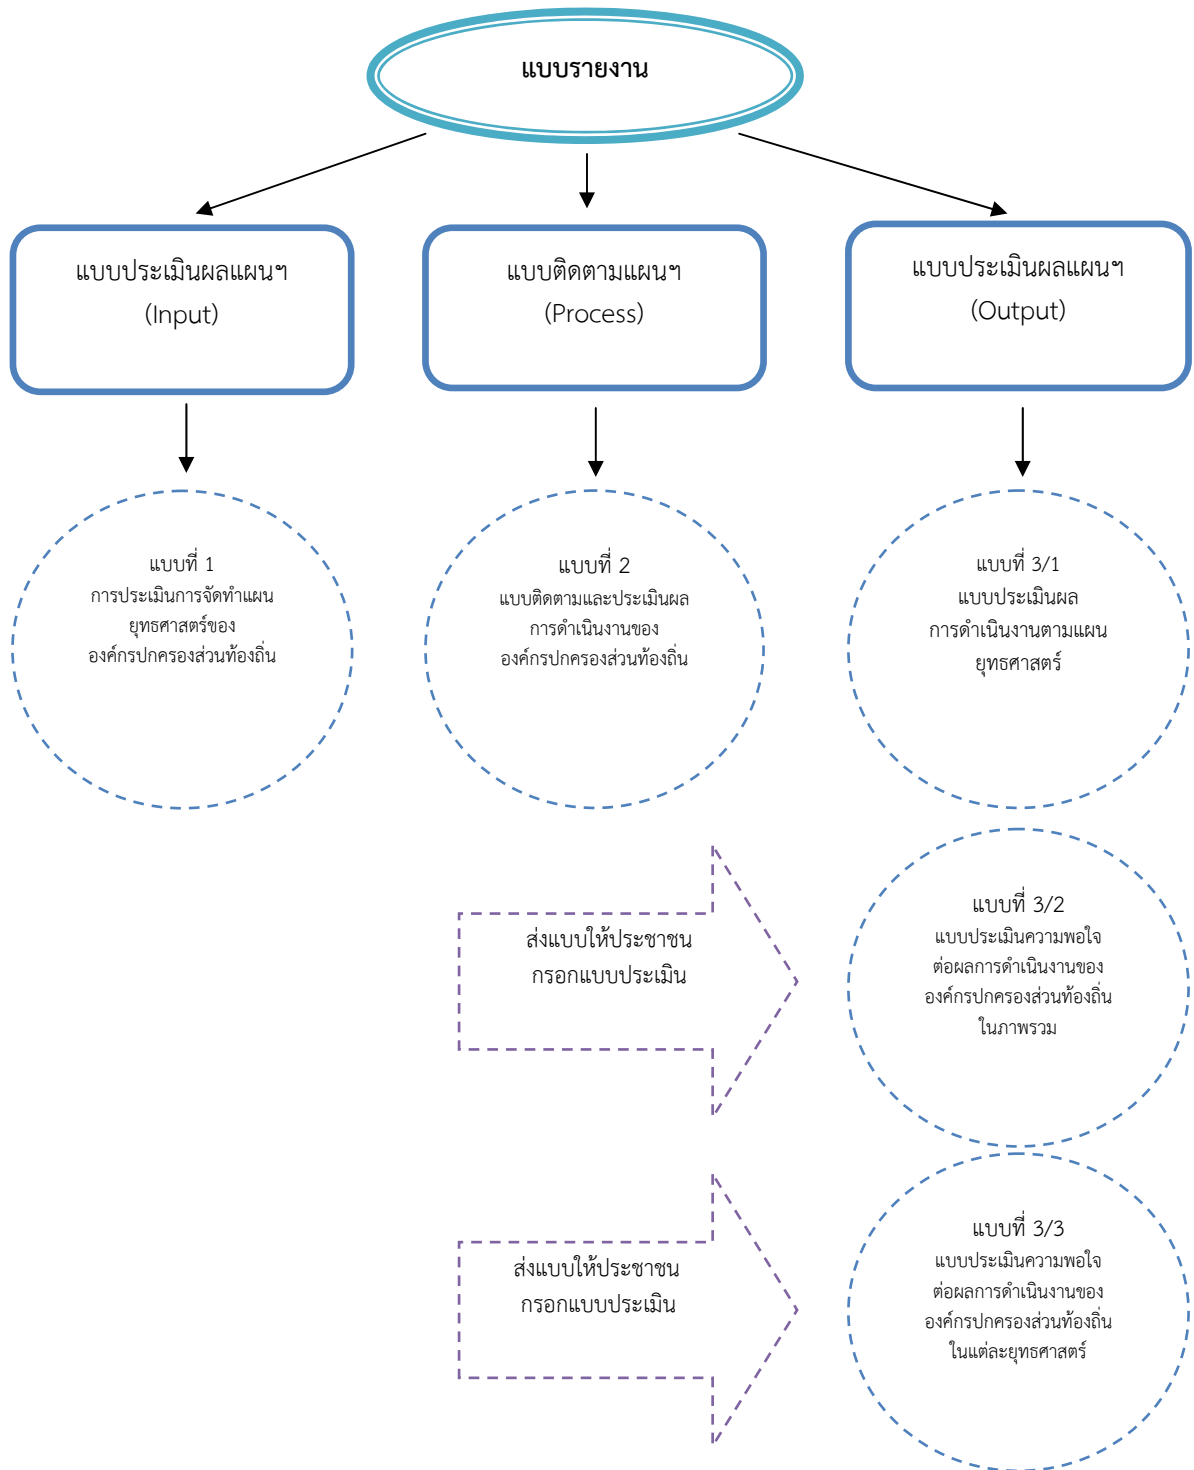 แบบรายงาน
แบบประเมินผลแผนฯ
(Input)
แบบติดตามแผนฯ
(Process)
แบบประเมินผลแผนฯ
(Output)
แบบที่ 1
การประเมินการจัดทำแผน
ยุทธศาสตร์ของ
องค์กรปกครองส่วนท้องถิ่น
แบบที่ 2
แบบติดตามและประเมินผล
การดำเนินงานของ
องค์กรปกครองส่วนท้องถิ่น
แบบที่ 3/1
แบบประเมินผล
การดำเนินงานตามแผน
ยุทธศาสตร์
ส่งแบบให้ประชาชน
กรอกแบบประเมิน
แบบที่ 3/2
แบบประเมินความพอใจ
ต่อผลการดำเนินงานของ
องค์กรปกครองส่วนท้องถิ่น
ในภาพรวม
ส่งแบบให้ประชาชน
กรอกแบบประเมิน
แบบที่ 3/3
แบบประเมินความพอใจ
ต่อผลการดำเนินงานของ
องค์กรปกครองส่วนท้องถิ่น
ในแต่ละยุทธศาสตร์